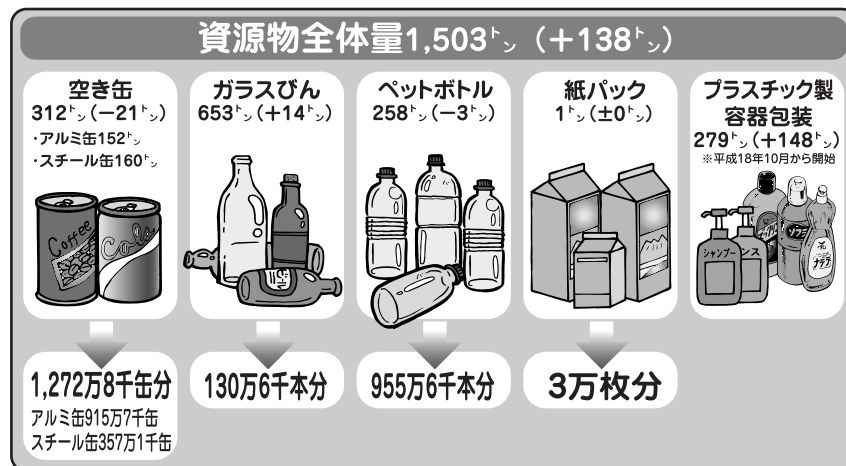 資源物全体量1,503トン（＋138トン）
空き缶
312トン（－21トン）
・アルミ缶152トン
・スチール缶160トン
ガラスびん
653トン（＋14トン）
ペットボトル
258トン（－3トン）
紙パック
1トン（±0トン）
プラスチック製
容器包装
279トン（＋148トン）
※平成18年10月から開始
Coffee
Cola
シャンプー
ンス
1,272万8千缶分
アルミ缶915万7千缶
スチール缶357万1千缶
130万6千本分
955万6千本分
3万枚分